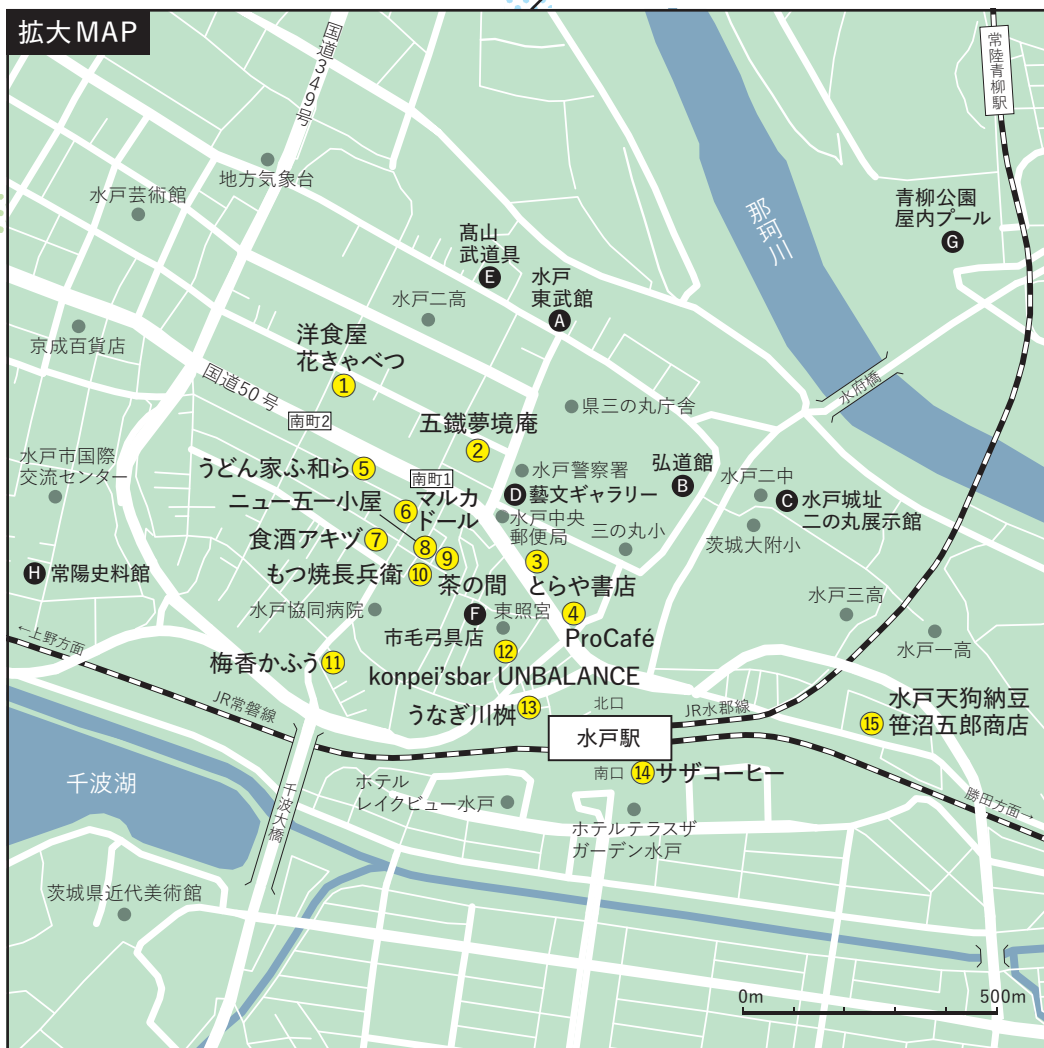 拡大MAP
国道349号
常陸青柳駅
地方気象台
水戸芸術館
那珂川
青柳公園
屋内プール
G
髙山
武道具
E
水戸
東武館
A
水戸二高
京成百貨店
洋食屋
花きゃべつ
1
国道50号
南町2
県三の丸庁舎
水府橋
五鐵夢境庵
2
水戸市国際
交流センター
うどん家ふ和ら
5
南町1
水戸警察署
弘道館
B
水戸二中
C
水戸城址
二の丸展示館
D
藝文ギャラリー
ニュー五一小屋
6
マルカ
ドール
水戸中央
郵便局
三の丸小
茨城大附小
食酒アキヅ
7
8
9
3
とらや書店
H
常陽史料館
もつ焼長兵衛
10
茶の間
水戸協同病院
F
東照宮
4
ProCafé
水戸三高
市毛弓具店
12
水戸一高
←上野方面
梅香かふう
11
konpei'sbar UNBALANCE
JR常磐線
うなぎ川桝
13
北口
JR水郡線
水戸駅
15
水戸天狗納豆
笹沼五郎商店
千波湖
南口
14
サザコーヒー
千波大橋
ホテル
レイクビュー水戸
ホテルテラスザ
ガーデン水戸
勝田方面→
茨城県近代美術館
0m
500m